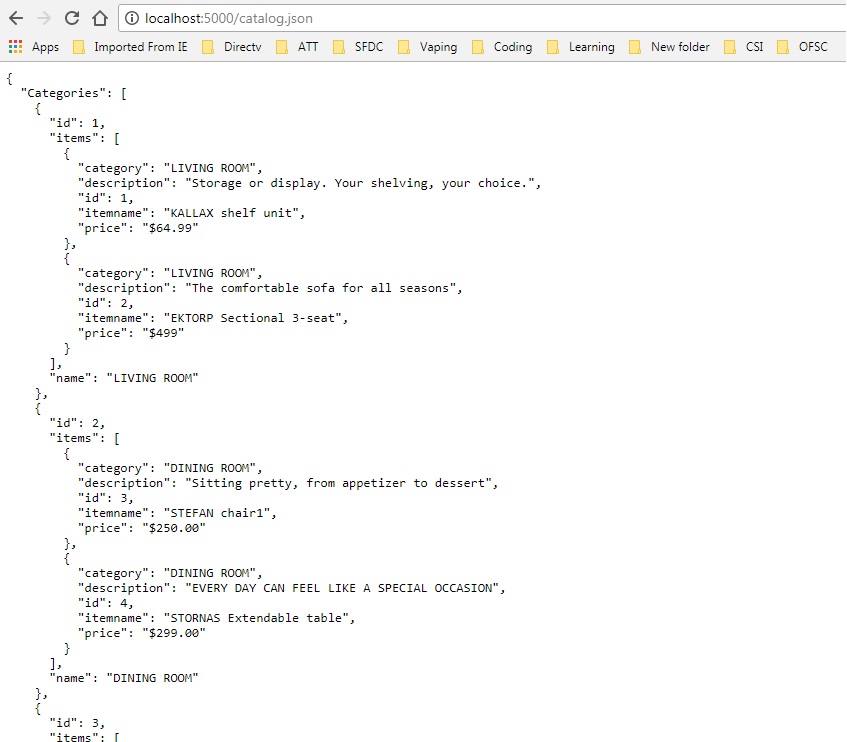 localhost:5000/catalog.json
Apps Imported From IE Directv ATT SFDC Vaping Coding Learning New folder CSI OFSC
{
  "Categories": [
    {
      "id": 1,
      "items": [
        {
          "category": "LIVING ROOM",
          "description": "Storage or display. Your shelving, your choice.",
          "id": 1,
          "itemname": "KALLAX shelf unit",
          "price": "$64.99"
        },
        {
          "category": "LIVING ROOM",
          "description": "The comfortable sofa for all seasons",
          "id": 2,
          "itemname": "EKTORP Sectional 3-seat",
          "price": "$499"
        }
      ],
      "name": "LIVING ROOM"
    },
    {
      "id": 2,
      "items": [
        {
          "category": "DINING ROOM",
          "description": "Sitting pretty, from appetizer to dessert",
          "id": 3,
          "itemname": "STEFAN chair1",
          "price": "$250.00"
        },
        {
          "category": "DINING ROOM",
          "description": "EVERY DAY CAN FEEL LIKE A SPECIAL OCCASION",
          "id": 4,
          "itemname": "STORNAS Extendable table",
          "price": "$299.00"
        }
      ],
      "name": "DINING ROOM"
    },
    {
      "id": 3,
      "items": [